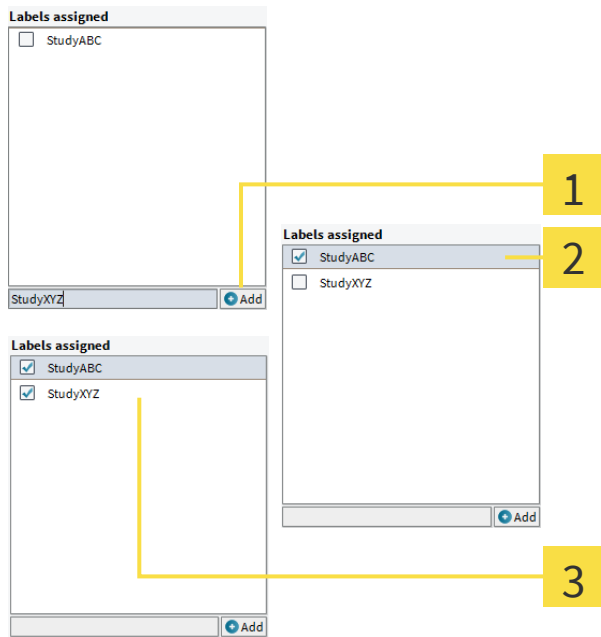 Labels assigned
StudyABC
StudyXYZ
Add
1
Labels assigned
StudyABC
StudyXYZ
Add
2
Labels assigned
StudyABC
StudyXYZ
Add
3